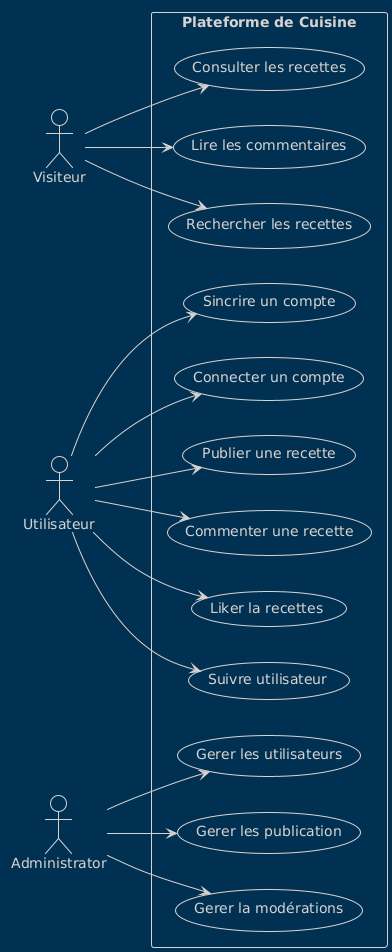 Plateforme de Cuisine
Consulter les recettes
Visiteur
Lire les commentaires
Rechercher les recettes
Sincrire un compte
Connecter un compte
Publier une recette
Utilisateur
Commenter une recette
Liker la recettes
Suivre utilisateur
Gerer les utilisateurs
Gerer les publication
Administrator
Gerer la modérations